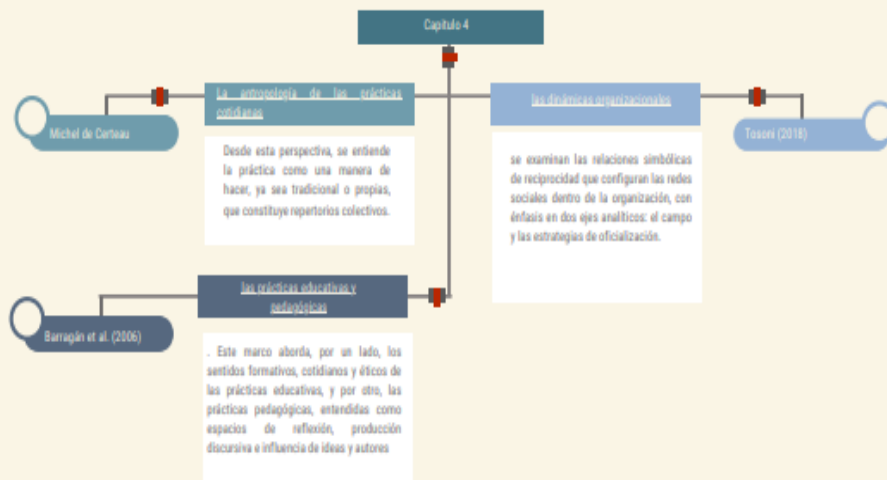 Capitulo 4
La antropología de las prácticas
cotidianas
Michel de Certeau
Desde esta perspectiva, se entiende
la práctica como una manera de
hacer, ya sea tradicional o propias,
que constituye repertorios colectivos.
las dinámicas organizacionales
Tosoni (2018)
se examinan las relaciones simbólicas
de reciprocidad que configuran las redes
sociales dentro de la organización, con
énfasis en dos ejes analíticos: el campo
y las estrategias de oficialización.
las prácticas educativas y
pedagógicas
Barragán et al. (2006)
. Este marco aborda, por un lado, los
sentidos formativos, cotidianos y éticos de
las prácticas educativas, y por otro, las
prácticas pedagógicas, entendidas como
espacios de reflexión, producción
discursiva e influencia de ideas y autores